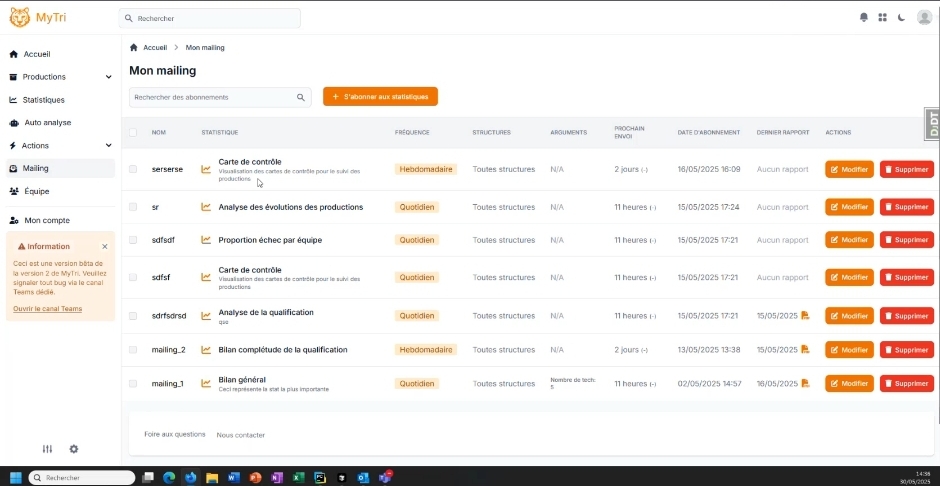 MyTri
Rechercher
Accueil
Productions
Statistiques
Auto analyse
Actions
Mailing
Équipe
Mon compte
Information
Ceci est une version bêta de
la version 2 de MyTri, Veuillez
signaler tout bug via le canal
Teams dédié.
Ouvrir le canal Teams
Accueil > Mon mailing
Mon mailing
Rechercher des abonnements
+ S'abonner aux statistiques
NOM STATISTIQUE FRÉQUENCE STRUCTURES ARGUMENTS PROCHAIN ENVOI DATE D'ABONNEMENT DERNIER RAPPORT ACTIONS
serserse Carte de contrôle Hebdomadaire Toutes structures N/A 2 jours (-) 16/05/2025 16:09 Aucun rapport Modifier Supprimer
Visualisation des cartes de contrôle pour le suivi des
productions
sr Analyse des évolutions des productions Quotidien Toutes structures N/A 11 heures (-) 15/05/2025 17:24 Aucun rapport Modifier Supprimer
sdfsdf Proportion échec par équipe Quotidien Toutes structures N/A 11 heures (-) 15/05/2025 17:21 Aucun rapport Modifier Supprimer
sdfsf Carte de contrôle Quotidien Toutes structures N/A 11 heures (-) 15/05/2025 17:21 Aucun rapport Modifier Supprimer
Visualisation des cartes de contrôle pour le suivi des
productions
sdrfsdrsd Analyse de la qualification Quotidien Toutes structures N/A 11 heures (-) 15/05/2025 17:21 15/05/2025 Modifier Supprimer
mailing_2 Bilan complétude de la qualification Hebdomadaire Toutes structures N/A 2 jours (-) 13/05/2025 13:38 15/05/2025 Modifier Supprimer
mailing_1 Bilan général Quotidien Toutes structures Nombre de tech: 5 11 heures (-) 02/05/2025 14:57 16/05/2025 Modifier Supprimer
Ceci représente la stat la plus importante
Foire aux questions Nous contacter
DjDT
Rechercher
14:36
30/05/2025